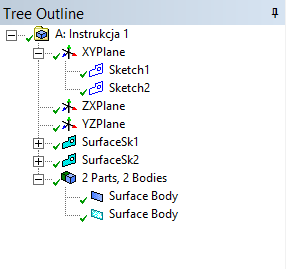 Tree Outline
A: Instrukcja 1
XYPlane
Sketch1
Sketch2
ZXPlane
YZPlane
SurfaceSk1
SurfaceSk2
2 Parts, 2 Bodies
Surface Body
Surface Body